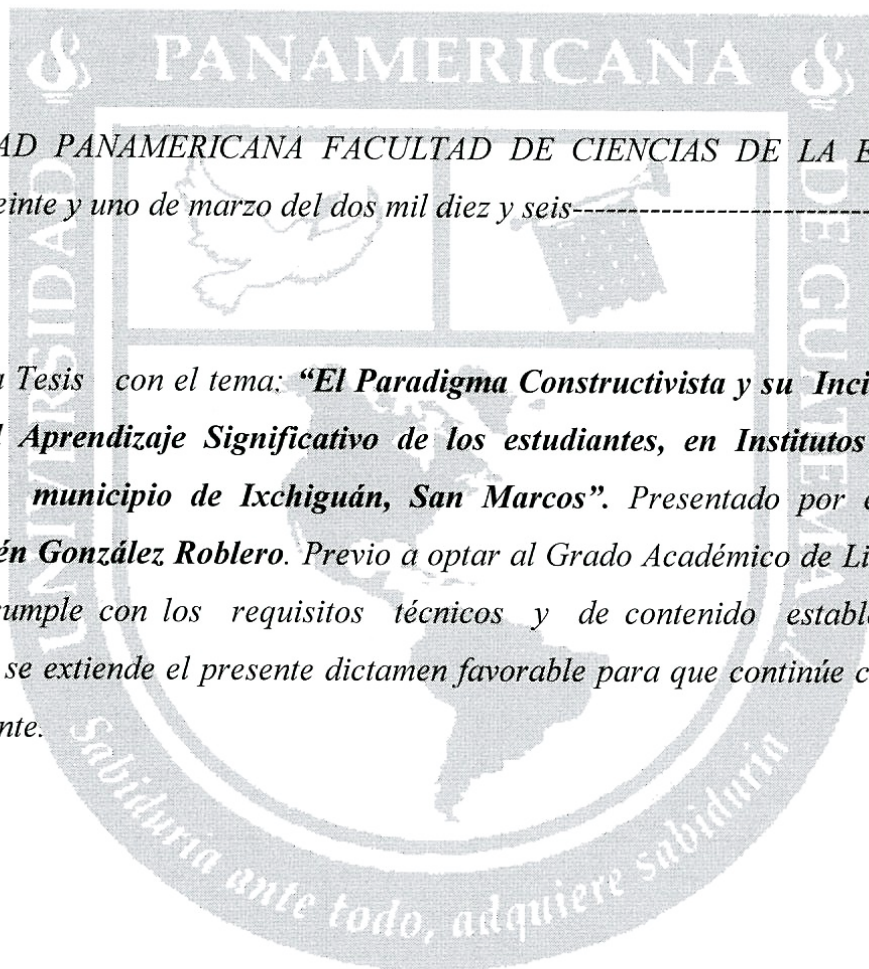 PANAMERICANA
UNIVERSIDAD
DE GUATEMALA
AD PANAMERICANA FACULTAD DE CIENCIAS DE LA E
einte y uno de marzo del dos mil diez y seis----------------------------
Tesis con el tema: “El Paradigma Constructivista y su Inci
l Aprendizaje Significativo de los estudiantes, en Institutos
municipio de Ixchiguán, San Marcos”. Presentado por e
én González Roblero. Previo a optar al Grado Académico de Li
umple con los requisitos técnicos y de contenido estable
se extiende el presente dictamen favorable para que continúe c
nte.
Sabiduría ante todo, adquiere sabiduría